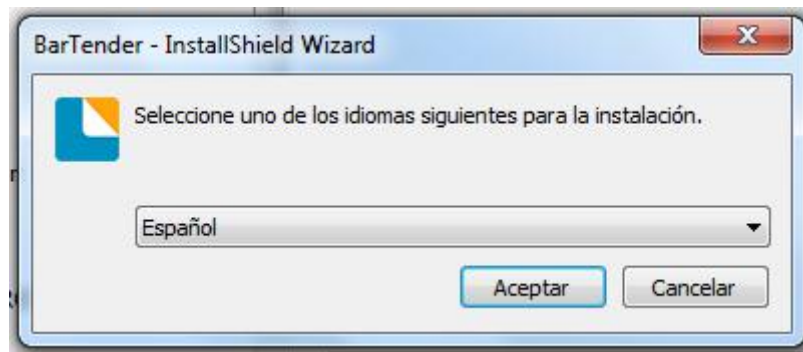 BarTender - InstallShield Wizard
Seleccione uno de los idiomas siguientes para la instalación.
Español
Aceptar Cancelar